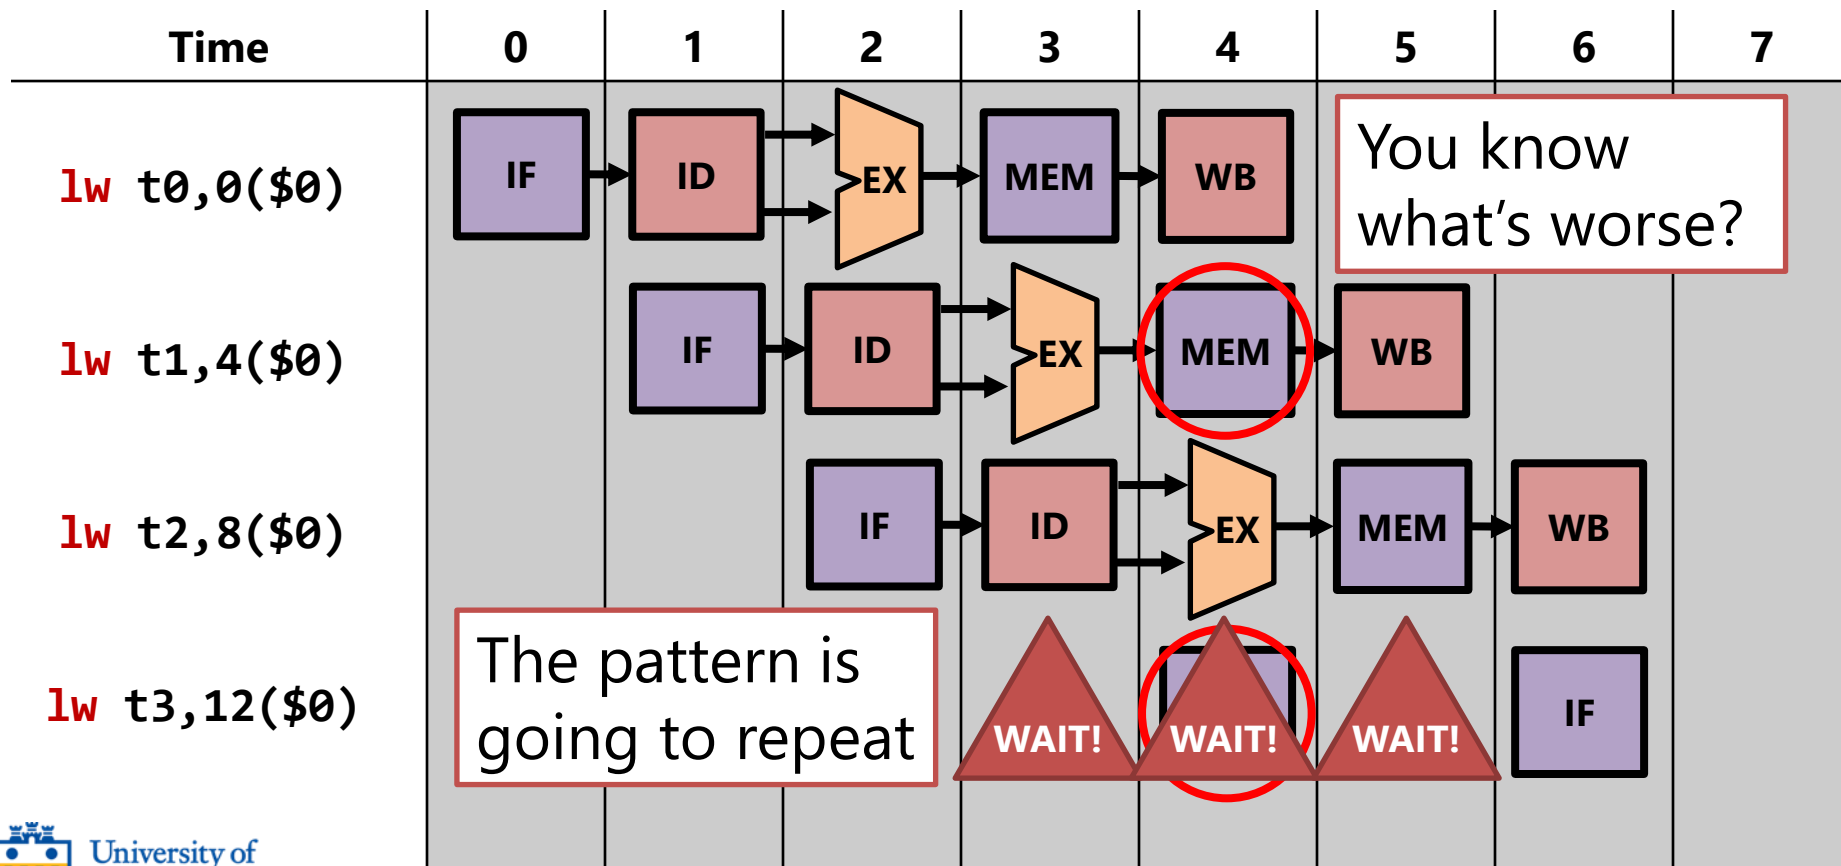 Time 0 1 2 3 4 5 6 7
lw t0,0($0) IF ID EX MEM WB
You know
what's worse?
lw t1,4($0) IF ID EX MEM WB
lw t2,8($0) IF ID EX MEM WB
The pattern is
going to repeat
lw t3,12($0) WAIT! WAIT! WAIT! IF
University of